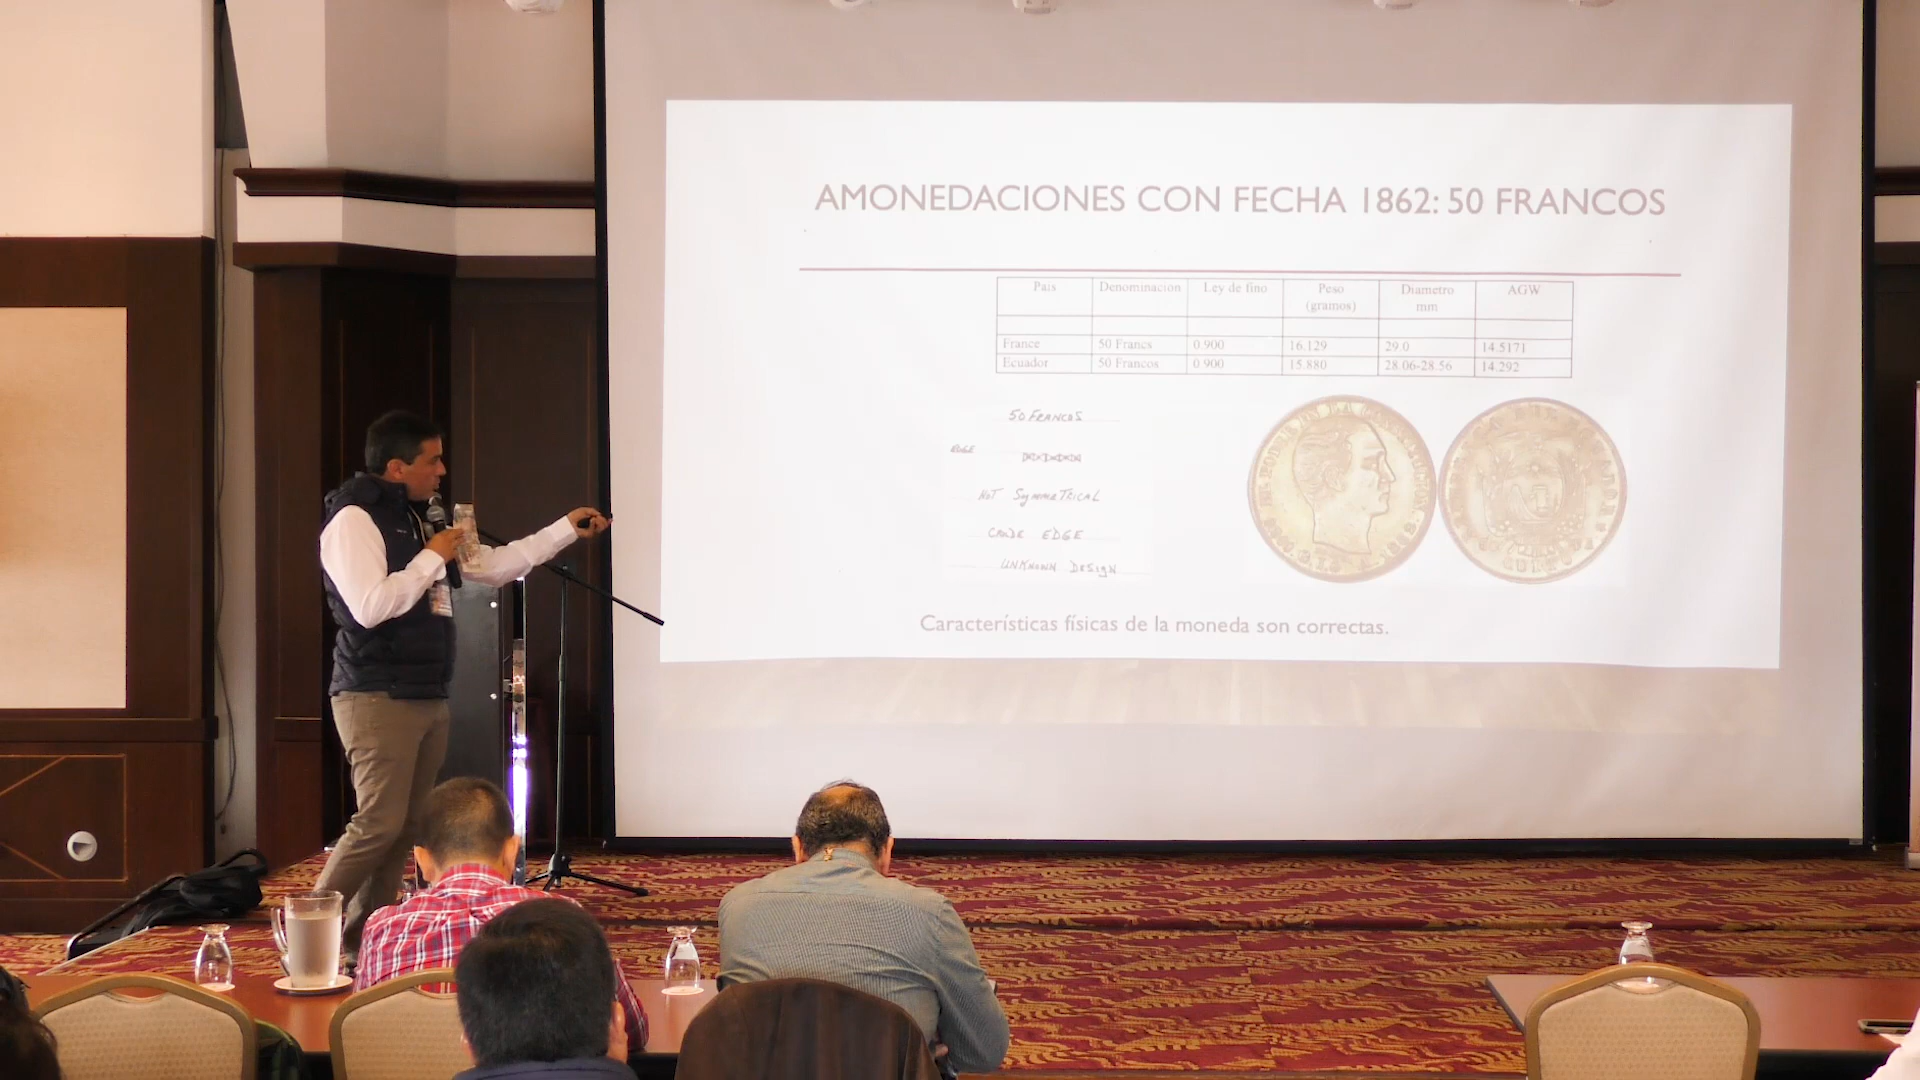 AMONEDACIONES CON FECHA 1862: 50 FRANCOS
Pais Denominacion Ley de fino Peso (gramos) Diametro mm AGW
France 50 Francs 0.900 16.129 29.0 14.5171
Ecuador 50 Francos 0.900 15.880 28.06-28.56 14.292
50 FRANCOS
EDGE
NOT SYMMETRICAL
CRUDE EDGE
UNKNOWN DESIGN
QUITO
Características físicas de la moneda son correctas.